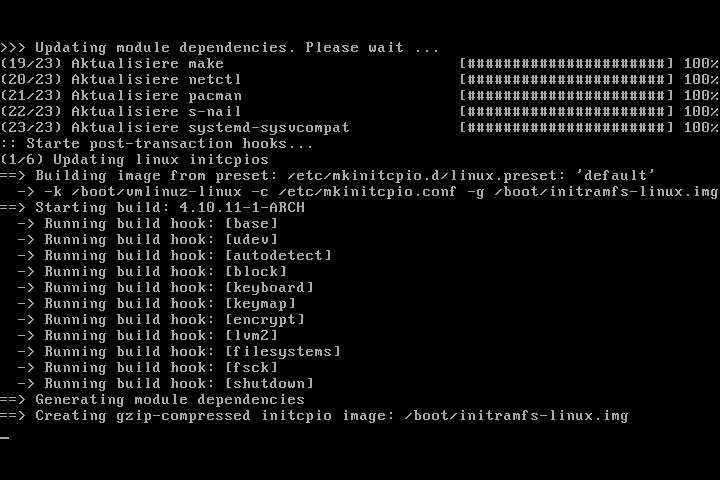 >>> Updating module dependencies. Please wait ...
(19/23) Aktualisiere make [######################] 100%
(20/23) Aktualisiere netctl [######################] 100%
(21/23) Aktualisiere pacman [######################] 100%
(22/23) Aktualisiere s-nail [######################] 100%
(23/23) Aktualisiere systemd-sysvcompat [######################] 100%
:: Starte post-transaction hooks...
(1/6) Updating linux initcpios
==> Building image from preset: /etc/mkinitcpio.d/linux.preset: 'default'
  -> -k /boot/vmlinuz-linux -c /etc/mkinitcpio.conf -g /boot/initramfs-linux.img
==> Starting build: 4.10.11-1-ARCH
  -> Running build hook: [base]
  -> Running build hook: [udev]
  -> Running build hook: [autodetect]
  -> Running build hook: [block]
  -> Running build hook: [keyboard]
  -> Running build hook: [keymap]
  -> Running build hook: [encrypt]
  -> Running build hook: [lvm2]
  -> Running build hook: [filesystems]
  -> Running build hook: [fsck]
  -> Running build hook: [shutdown]
==> Generating module dependencies
==> Creating gzip-compressed initcpio image: /boot/initramfs-linux.img